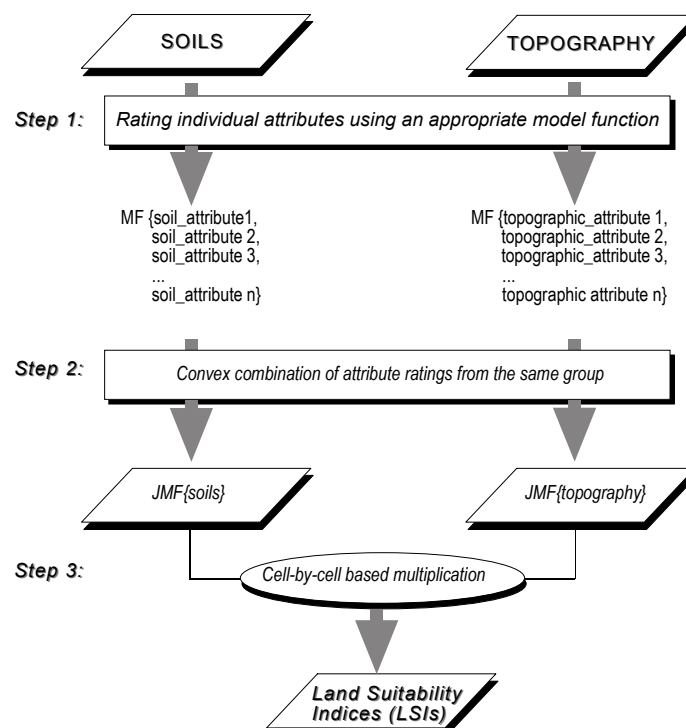 SOILS
TOPOGRAPHY
Step 1:
Rating individual attributes using an appropriate model function
MF {soil_attribute1,
soil_attribute 2,
soil_attribute 3,
...
soil_attribute n}
MF {topographic_attribute 1,
topographic_attribute 2,
topographic_attribute 3,
...
topographic attribute n}
Step 2:
Convex combination of attribute ratings from the same group
JMF{soils}
JMF{topography}
Step 3:
Cell-by-cell based multiplication
Land Suitability
Indices (LSIs)